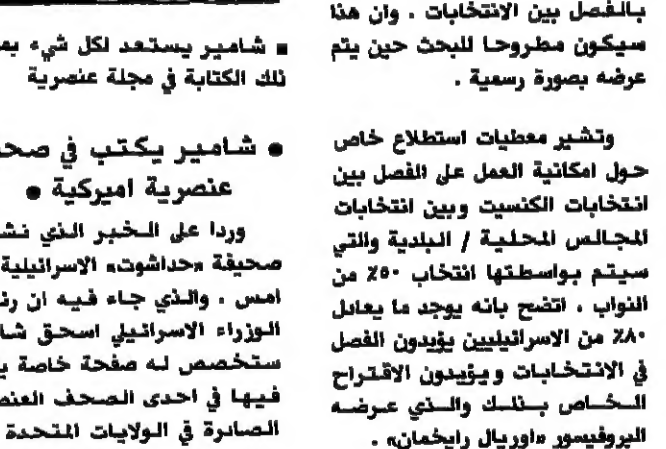 بالفصل بين الانتخابات . وان هذا
سيكون مطروحا للبحث حين يتم
عرضه بصورة رسمية .
وتشير معطيات استطلاع خاص
حول امكانية العمل على الفصل بين
انتخابات الكنسيت وبين انتخابات
المجالس المحلية / البلدية والتي
سيتم بواسطتها انتخاب ٥٠٪ من
النواب . اتضح بانه يوجد ما يعادل
٨٠٪ من الاسرائيليين يؤيدون الفصل
في الانتخابات ويؤيدون الاقتراح
الخاص بذلك والذي عرضه
البروفيسور «اوريال رايخمان» .
■ شامير يستعد لكل شيء بم
ذلك الكتابة في مجلة عنصرية
● شامير يكتب في صح
عنصرية اميركية ●
وردا على الخبر الذي نش
صحيفة «حداشوت» الاسرائيلية
امس . والذي جاء فيه ان رئ
الوزراء الاسرائيلي اسحق شا
ستخصص له صفحة خاصة ي
فيها في احدى الصحف العنص
الصادرة في الولايات المتحدة